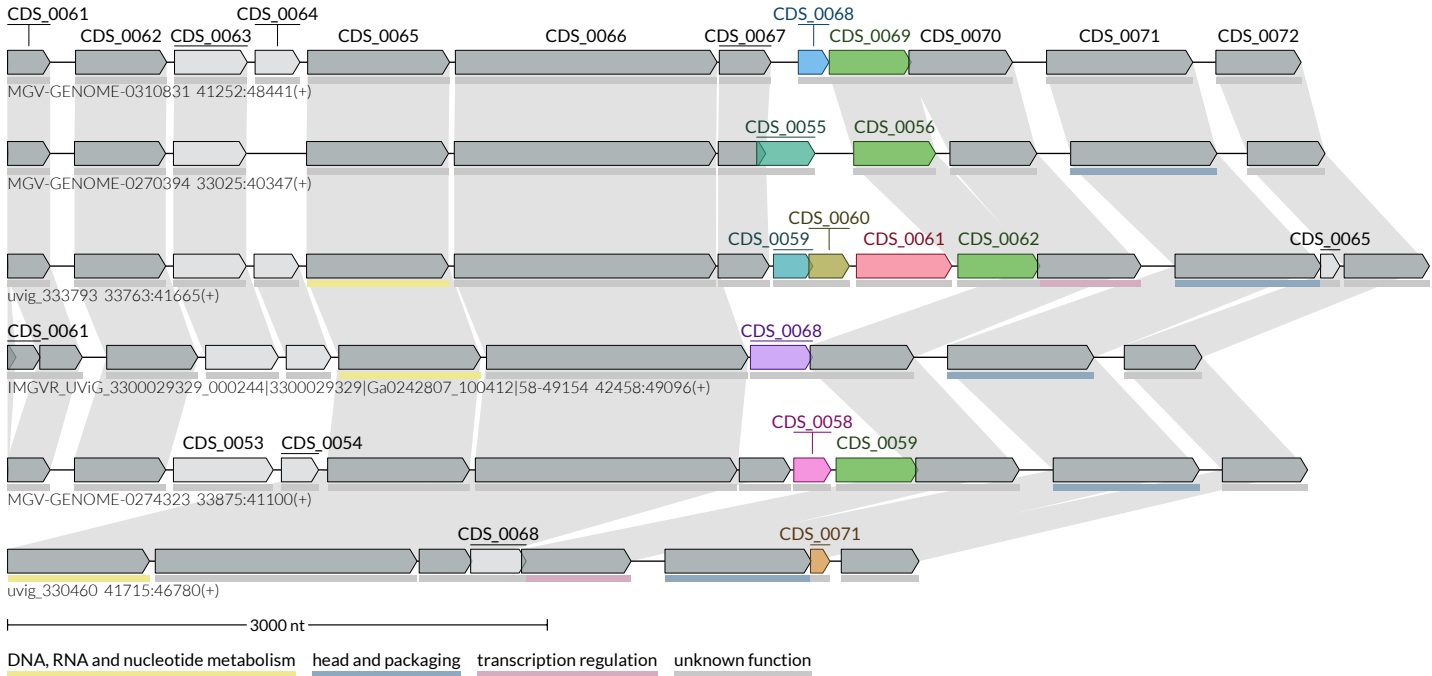 CDS_0061 CDS_0064 CDS_0068
CDS_0062 CDS_0063 CDS_0065 CDS_0066 CDS_0067 CDS_0069 CDS_0070 CDS_0071 CDS_0072
MGV-GENOME-0310831 41252:48441(+)
CDS_0055 CDS_0056
MGV-GENOME-0270394 33025:40347(+)
CDS_0060
CDS_0059 CDS_0061 CDS_0062 CDS_0065
uvig_333793 33763:41665(+)
CDS_0061 CDS_0068
IMGVR_UViG_3300029329_000244|3300029329|Ga0242807_100412|58-49154 42458:49096(+)
CDS_0058
CDS_0053 CDS_0054 CDS_0059
MGV-GENOME-0274323 33875:41100(+)
CDS_0068 CDS_0071
uvig_330460 41715:46780(+)
3000 nt
DNA, RNA and nucleotide metabolism head and packaging transcription regulation unknown function